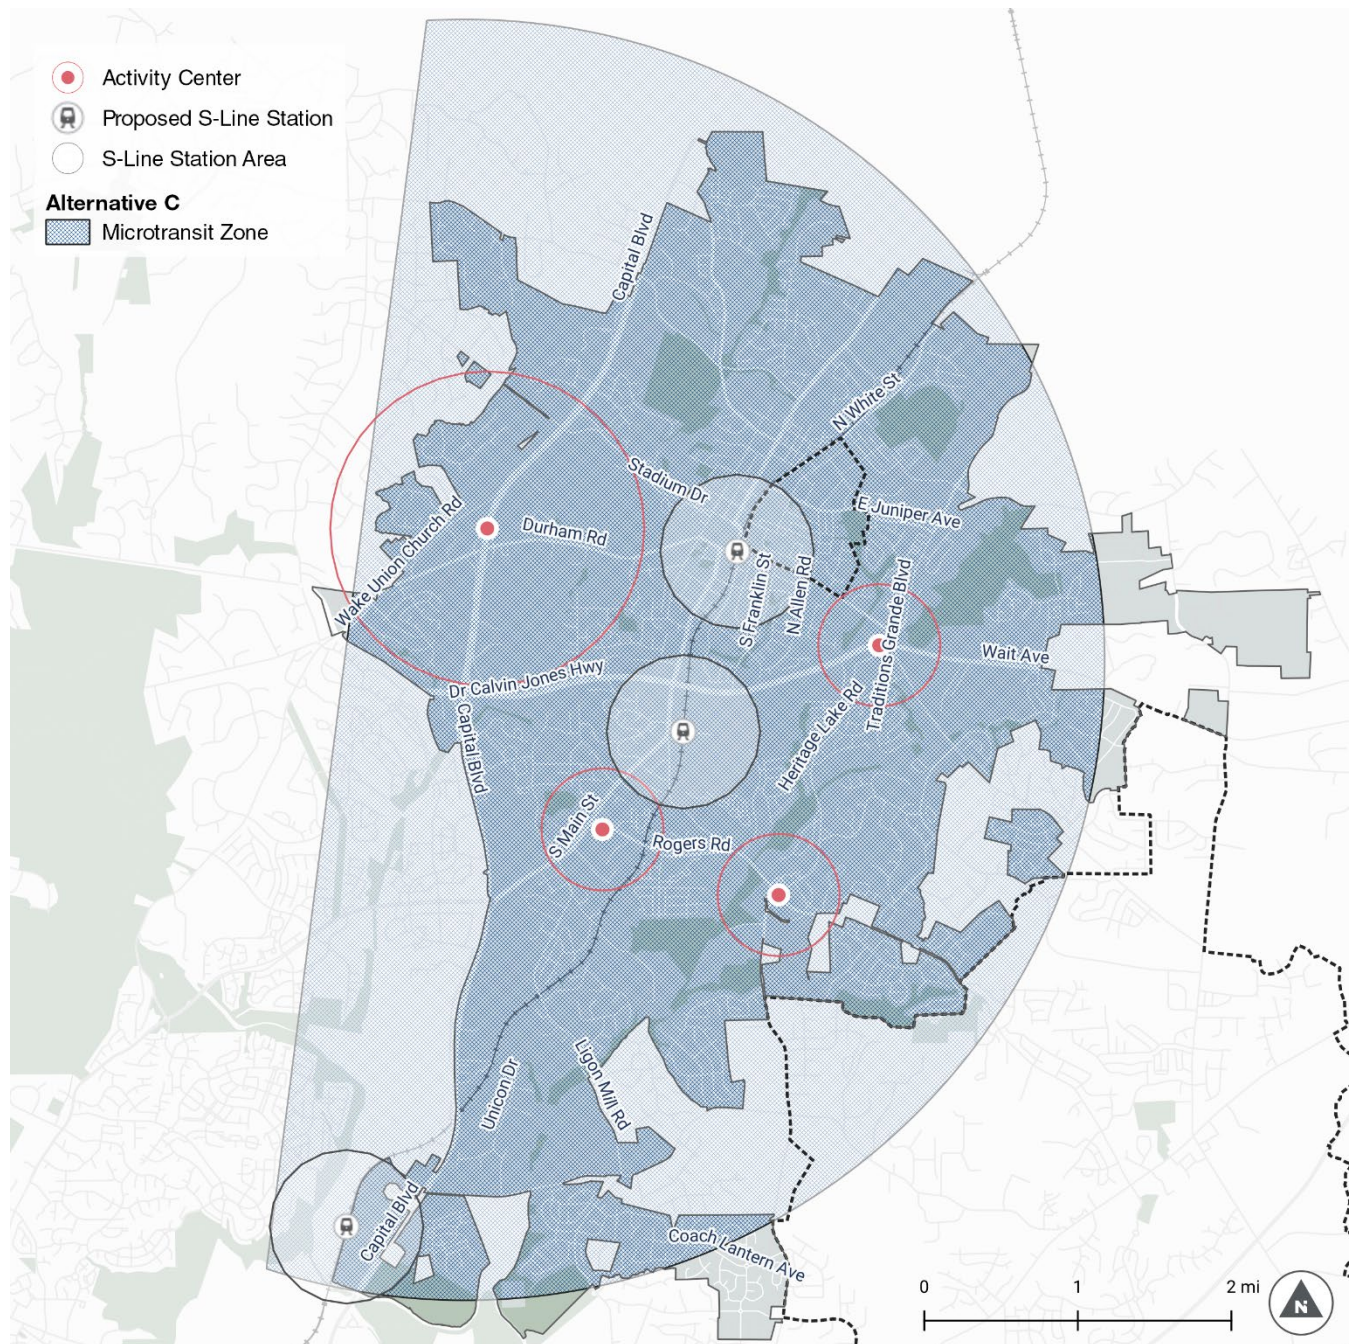 Activity Center
Proposed S-Line Station
S-Line Station Area
Alternative C
Microtransit Zone
Capital Blvd
N White St
Stadium Dr
E Juniper Ave
Wake Union Church Rd
Durham Rd
S Franklin St
N Allen Rd
Traditions Grande Blvd
Wait Ave
Dr Calvin Jones Hwy
Capital Blvd
Heritage Lake Rd
S Main St
Rogers Rd
Unicon Dr
Ligon Mill Rd
Capital Blvd
Coach Lantern Ave
0 1 2 mi
N